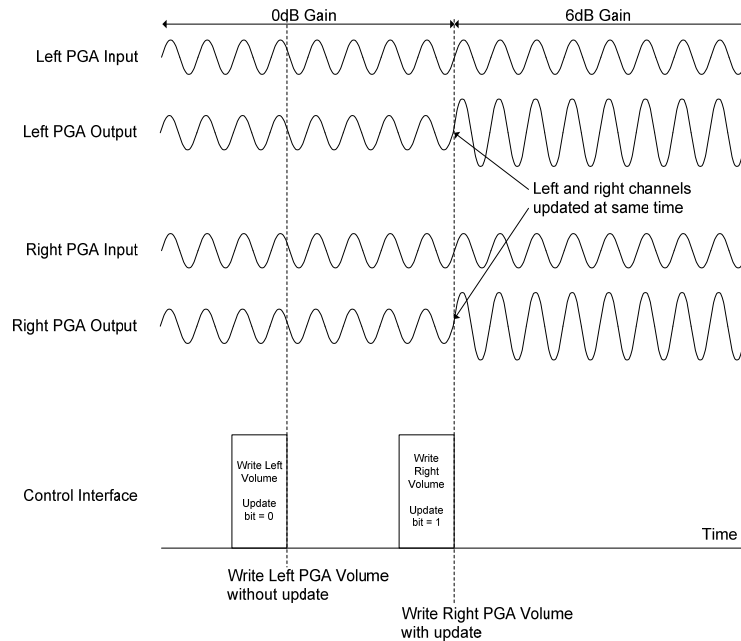 0dB Gain
6dB Gain
Left PGA Input
Left PGA Output
Left and right channels
updated at same time
Right PGA Input
Right PGA Output
Control Interface
Write Left
Volume
Update
bit = 0
Write
Right
Volume
Update
bit = 1
Time
Write Left PGA Volume
without update
Write Right PGA Volume
with update